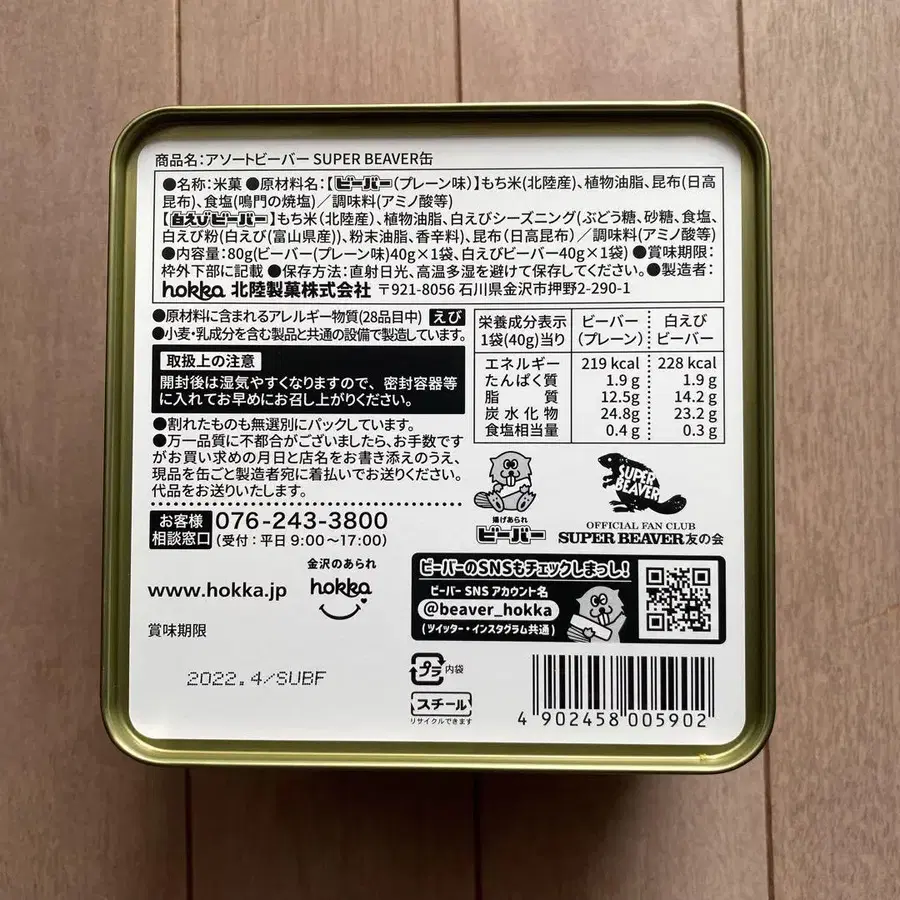 商品名：アソートビーバー SUPER BEAVER缶
●名称：米菓 ●原材料名：【ビーバー（プレーン味）】もち米(北陸産)、植物油脂、昆布(日高
昆布)、食塩(鳴門の焼塩)／調味料(アミノ酸等)
【白えびビーバー】もち米（北陸産）、植物油脂、白えびシーズニング(ぶどう糖、砂糖、食塩、
白えび粉(白えび(富山県産))、粉末油脂、香辛料)、昆布（日高昆布）／調味料(アミノ酸等)
●内容量：80g(ビーバー(プレーン味)40g×1袋、白えびビーバー40g×1袋) ●賞味期限：
枠外下部に記載 ●保存方法：直射日光、高温多湿を避けて保存してください。●製造者：
hokka 北陸製菓株式会社 〒921-8056 石川県金沢市押野2-290-1
●原材料に含まれるアレルギー物質(28品目中) えび
●小麦・乳成分を含む製品と共通の設備で製造しています。
取扱上の注意
開封後は湿気やすくなりますので、密封容器等
に入れてお早めにお召し上がりください。
●割れたものも無選別にパックしています。
●万一品質に不都合がございましたら、お手数です
がお買い求めの月日と店名をお書き添えのうえ、
現品を缶ごと製造者宛に着払いでお送りください。
代品をお送りいたします。
お客様
相談窓口
076-243-3800
（受付：平日 9:00〜17:00）
www.hokka.jp
金沢のあられ
hokka
賞味期限
2022.4/SUBF
栄養成分表示
1袋(40g)当り
ビーバー
（プレーン）
白えび
ビーバー
エネルギー 219 kcal 228 kcal
たんぱく質 1.9 g 1.9 g
脂質 12.5g 14.2 g
炭水化物 24.8g 23.2 g
食塩相当量 0.4 g 0.3 g
揚げあられ
ビーバー
SUPER
BEAVER
OFFICIAL FAN CLUB
SUPER BEAVER友の会
ビーバーのSNSもチェックしまっし！
ビーバー SNS アカウント名
@beaver_hokka
（ツイッター・インスタグラム共通）
プラ 内袋
スチール
リサイクルできます
4 902458 005902